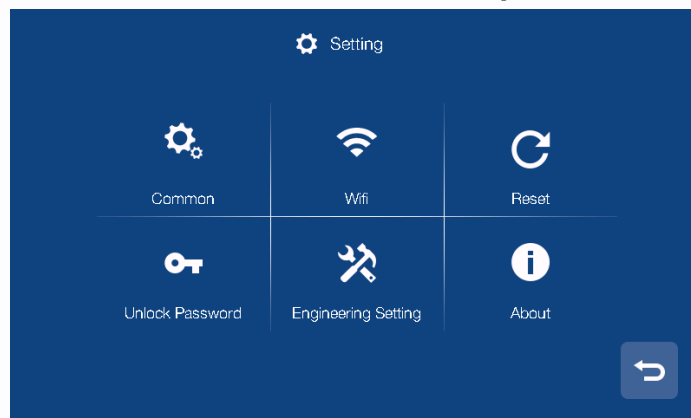 Setting
Common
Wifi
Reset
Unlock Password
Engineering Setting
About